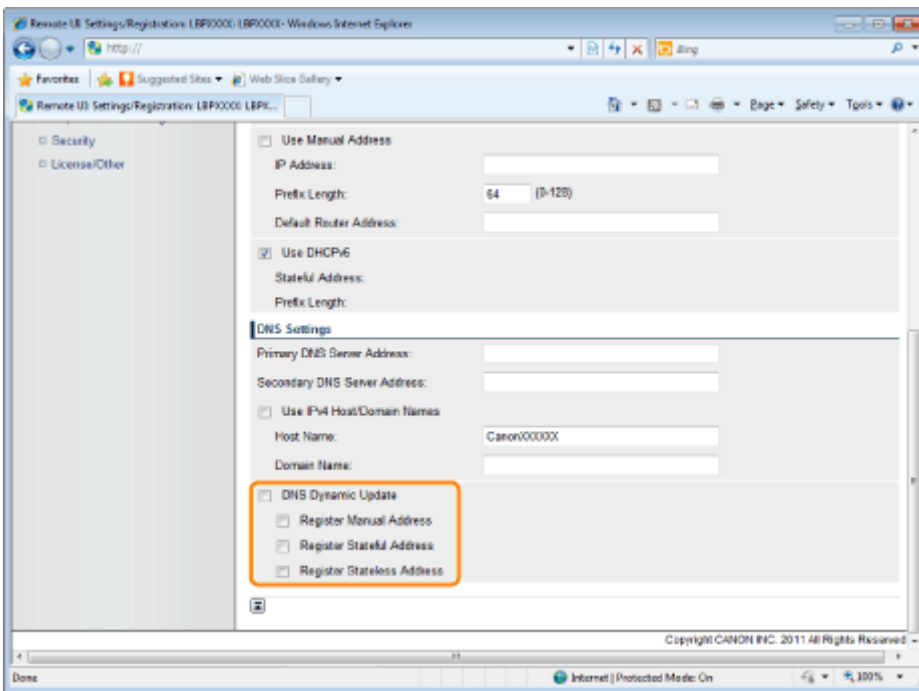 Remote UI: Settings/Registration: LBPXXXX: LBPXXXX - Windows Internet Explorer
http://
Bing
Favorites Suggested Sites Web Slice Gallery
Remote UI: Settings/Registration: LBPXXXX: LBPX...
Page Safety Tools
Security
License/Other
Use Manual Address
IP Address:
Prefix Length: 64 (0-128)
Default Router Address:
Use DHCPv6
Stateful Address:
Prefix Length:
DNS Settings
Primary DNS Server Address:
Secondary DNS Server Address:
Use IPv4 Host/Domain Names
Host Name: CanonXXXXXX
Domain Name:
DNS Dynamic Update
Register Manual Address
Register Stateful Address
Register Stateless Address
Copyright CANON INC. 2011 All Rights Reserved
Done Internet | Protected Mode: On 100%